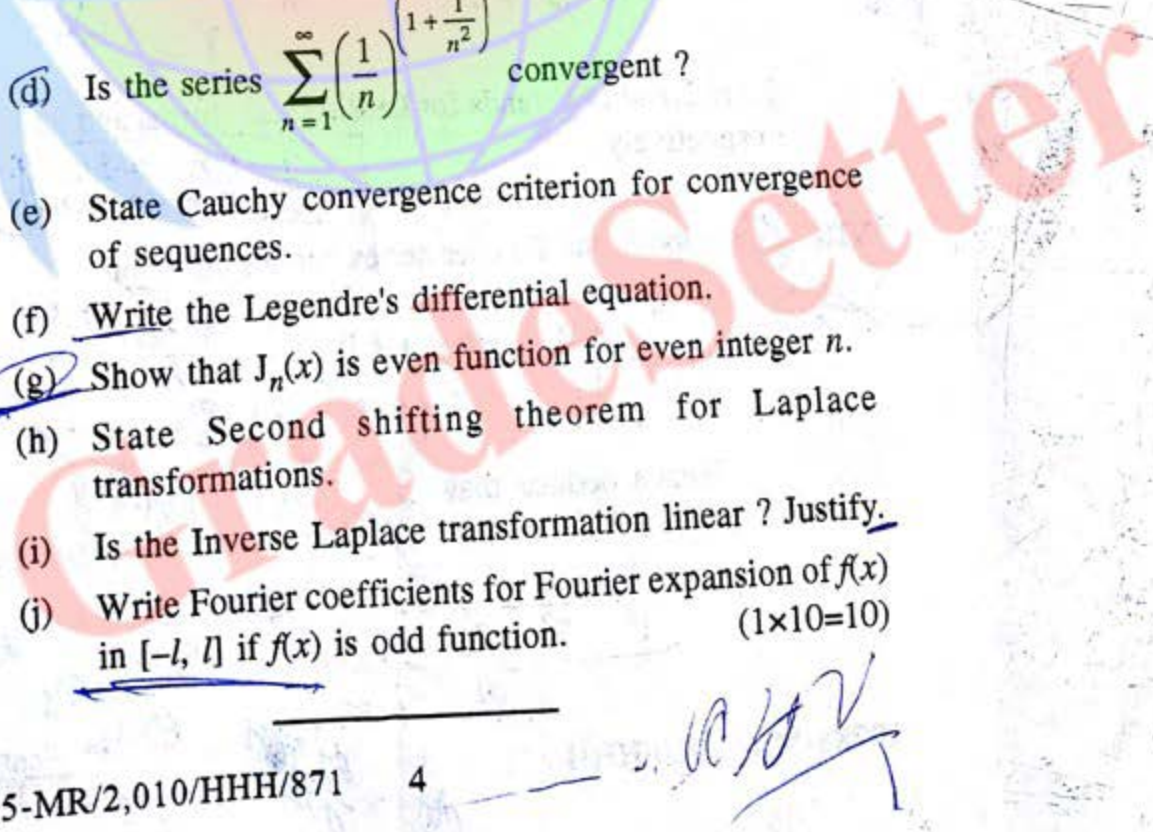 (d) Is the series \sum_{n=1}^{\infty} \left(\frac{1}{n}\right)^{\left(1+\frac{1}{n^2}\right)} convergent ?
(e) State Cauchy convergence criterion for convergence
of sequences.
(f) Write the Legendre's differential equation.
(g) Show that J_n(x) is even function for even integer n.
(h) State Second shifting theorem for Laplace
transformations.
(i) Is the Inverse Laplace transformation linear ? Justify.
(j) Write Fourier coefficients for Fourier expansion of f(x)
in [–l, l] if f(x) is odd function. (1×10=10)
5-MR/2,010/HHH/871 4
GradeSetter